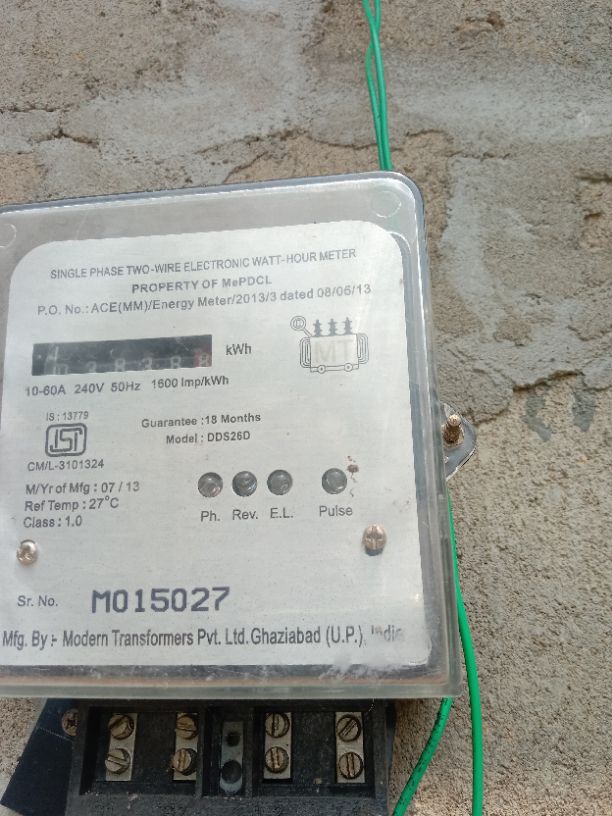 SINGLE PHASE TWO-WIRE ELECTRONIC WATT-HOUR METER
PROPERTY OF MePDCL
P.O. No.: ACE(MM)/Energy Meter/2013/3 dated 08/06/13
kWh
MT
10-60A 240V 50Hz 1600 Imp/kWh
IS : 13779
ISI
CM/L-3101324
Guarantee :18 Months
Model : DDS26D
M/Yr of Mfg : 07 / 13
Ref Temp : 27°C
Class : 1.0
Ph. Rev. E.L. Pulse
Sr. No. M015027
Mfg. By :- Modern Transformers Pvt. Ltd.Ghaziabad (U.P.), India